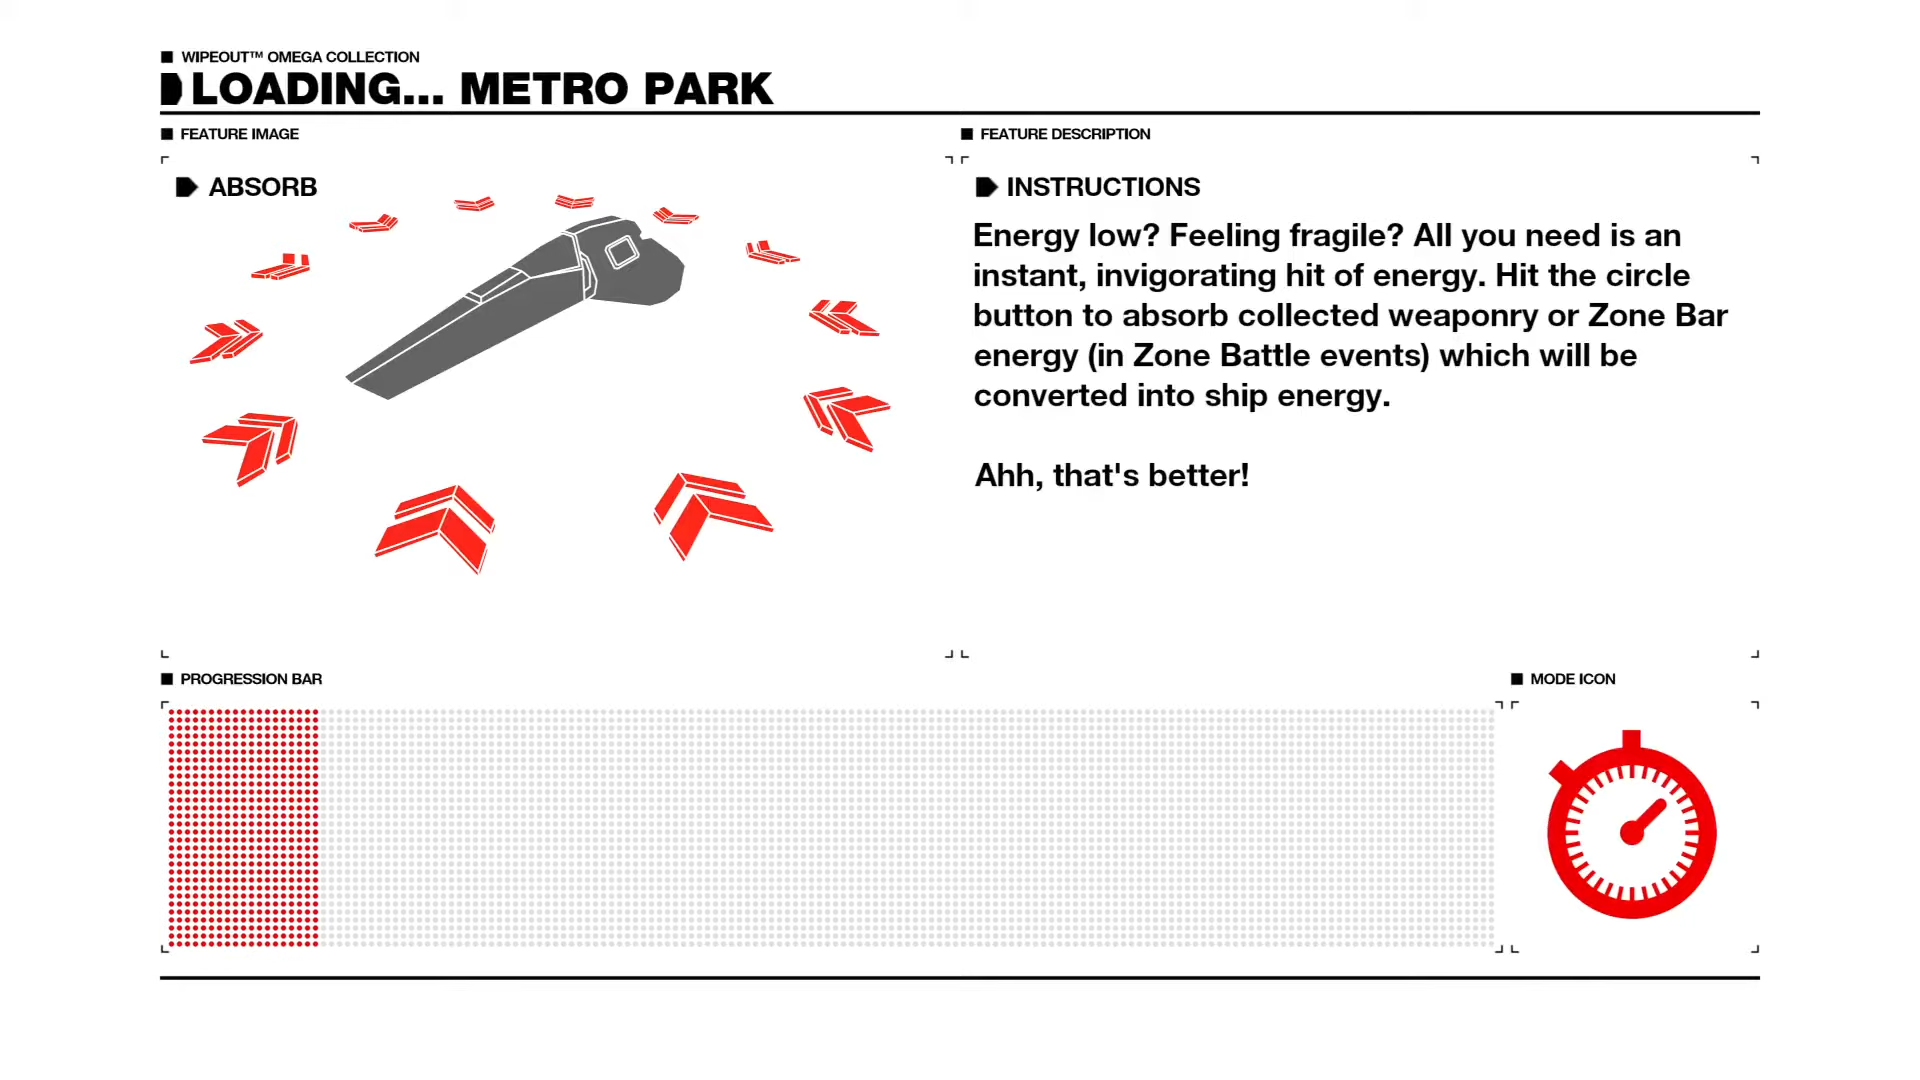 WIPEOUT™ OMEGA COLLECTION
LOADING... METRO PARK
FEATURE IMAGE
ABSORB
FEATURE DESCRIPTION
INSTRUCTIONS
Energy low? Feeling fragile? All you need is an
instant, invigorating hit of energy. Hit the circle
button to absorb collected weaponry or Zone Bar
energy (in Zone Battle events) which will be
converted into ship energy.
Ahh, that's better!
PROGRESSION BAR
MODE ICON